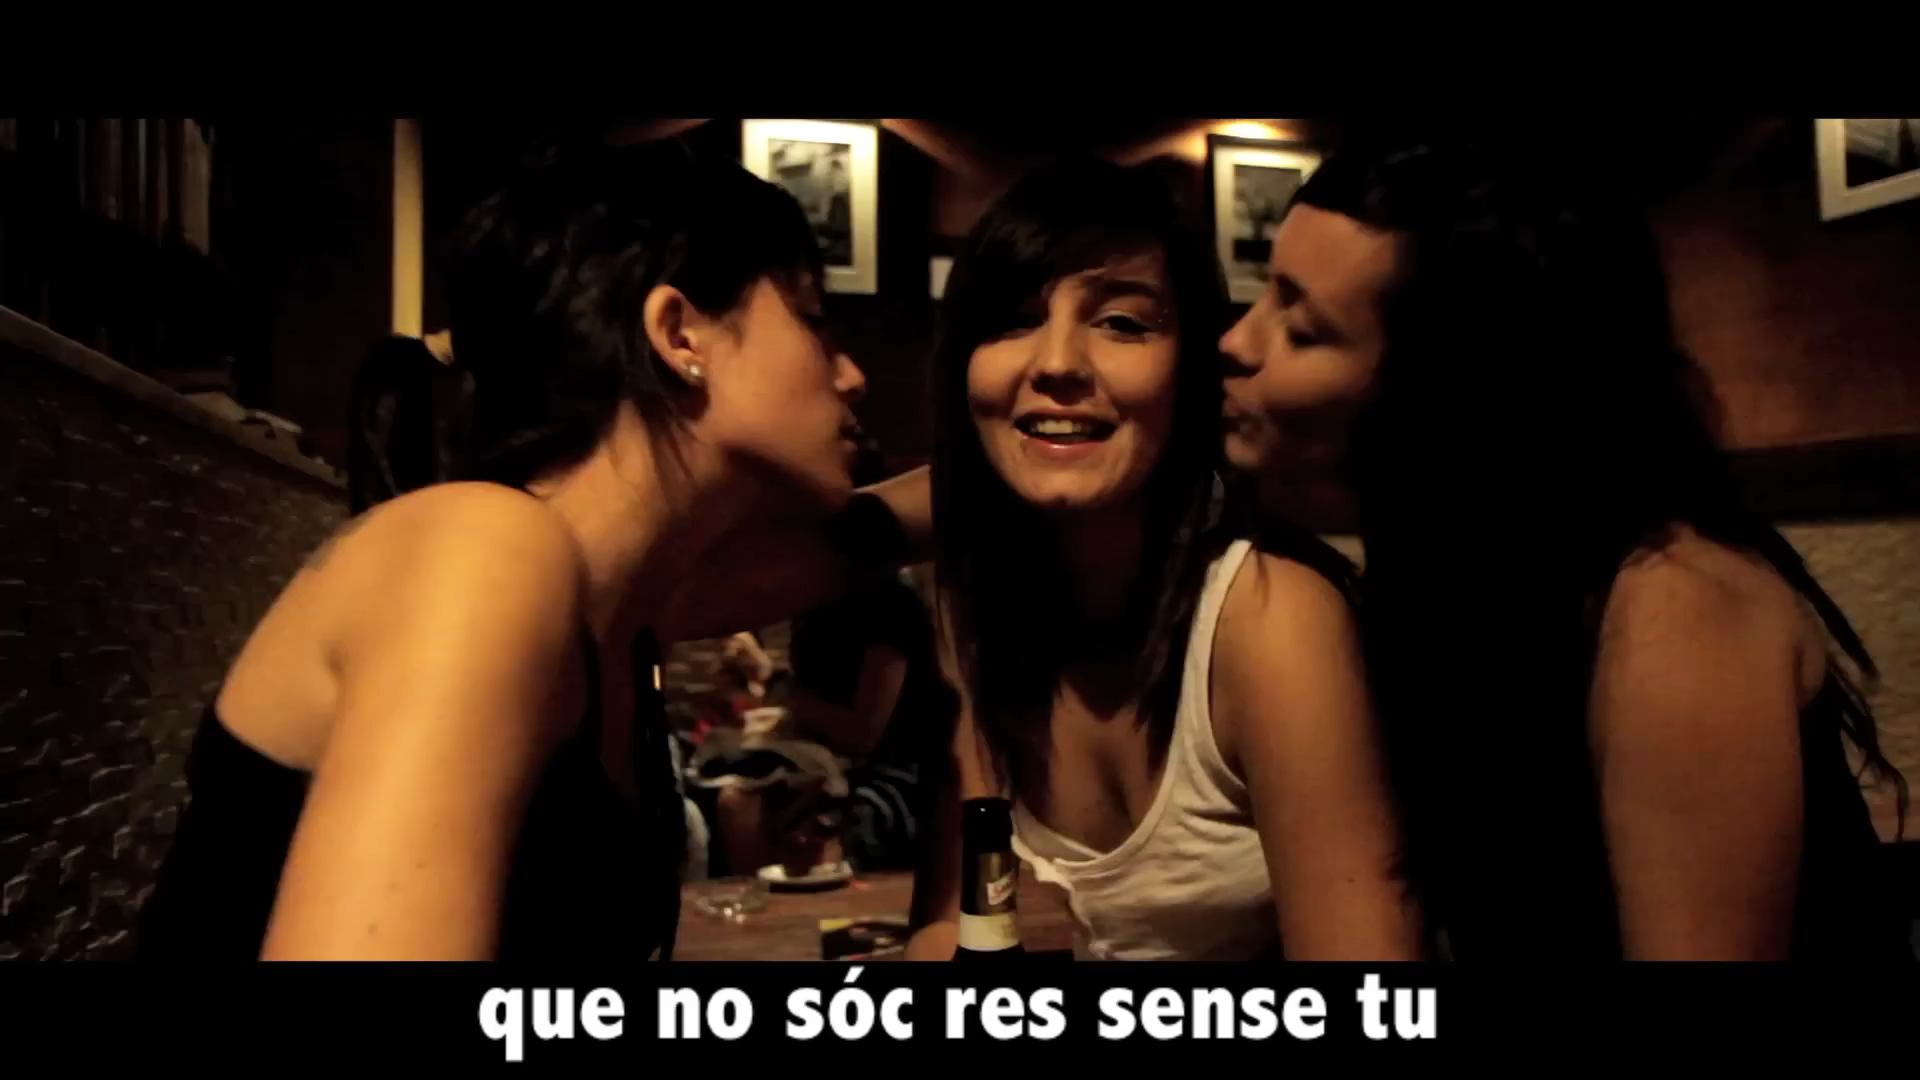 que no sóc res sense tu